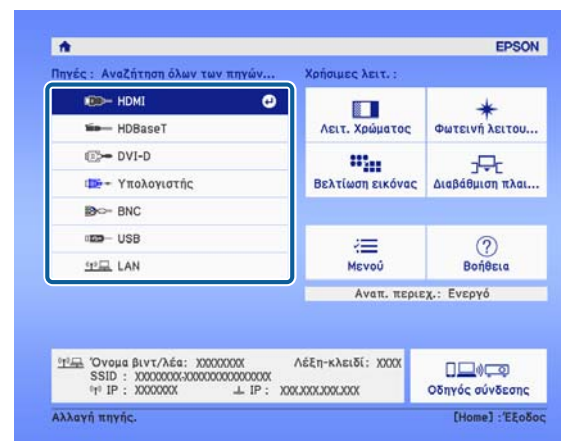 EPSON
Πηγές : Αναζήτηση όλων των πηγών...
Χρήσιμες λειτ. :
HDMI
HDBaseT
DVI-D
Υπολογιστής
BNC
USB
LAN
Λειτ. Χρώματος
Φωτεινή λειτου...
Βελτίωση εικόνας
Διαβάθμιση πλαι...
Μενού
Βοήθεια
Αναπ. περιεχ.: Ενεργό
Όνομα βιντ/λέα: XXXXXXXX Λέξη-κλειδί: XXXX
SSID : XXXXXXXX-XXXXXXXXXXXXXXX
IP : XXXXXXX IP : XXX.XXX.XXX.XXX
Οδηγός σύνδεσης
Αλλαγή πηγής.
[Home] :Έξοδος